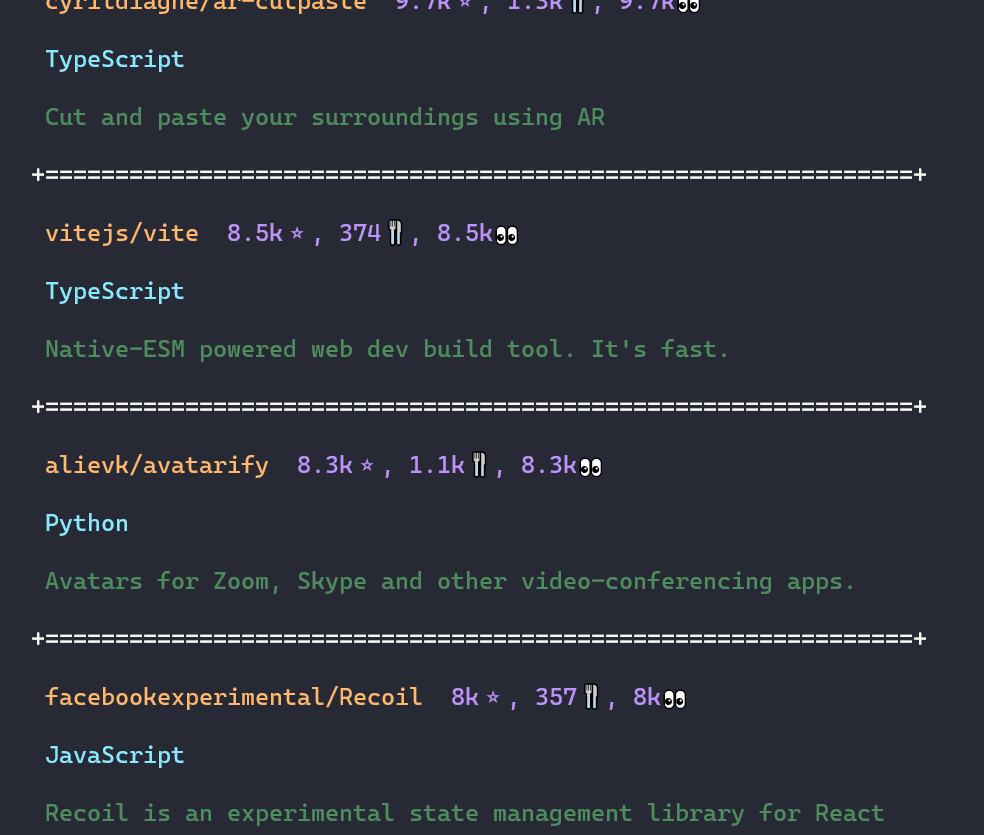 cyrildiagne/ar-cutpaste  9.7k⭐, 1.3k🍴, 9.7k👀
TypeScript
Cut and paste your surroundings using AR
+==============================================================+
vitejs/vite  8.5k⭐, 374🍴, 8.5k👀
TypeScript
Native-ESM powered web dev build tool. It's fast.
+==============================================================+
alievk/avatarify  8.3k⭐, 1.1k🍴, 8.3k👀
Python
Avatars for Zoom, Skype and other video-conferencing apps.
+==============================================================+
facebookexperimental/Recoil  8k⭐, 357🍴, 8k👀
JavaScript
Recoil is an experimental state management library for React